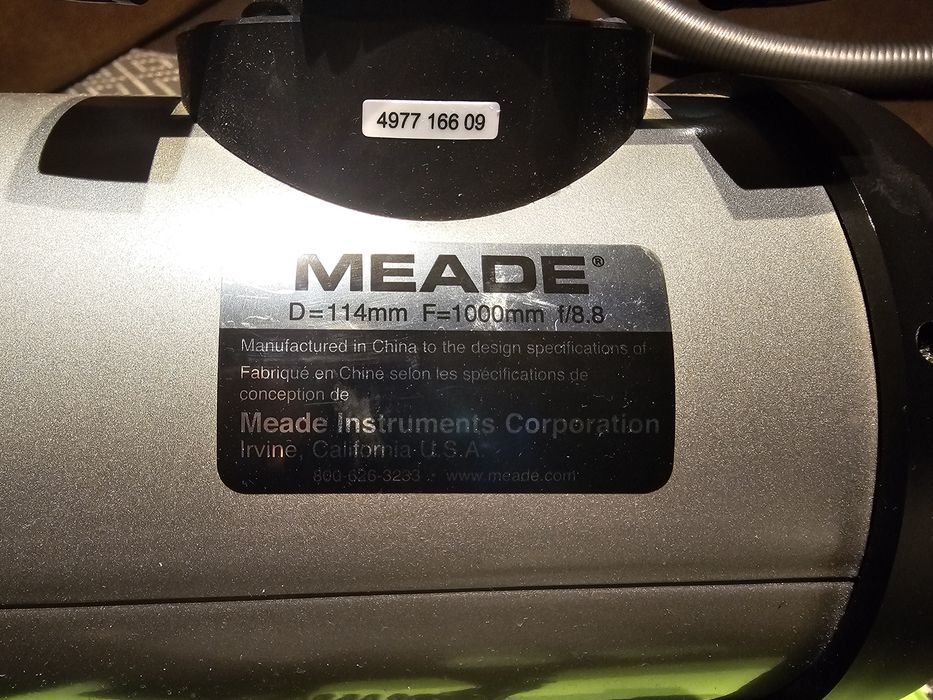 4977 166 09
MEADE®
D=114mm F=1000mm f/8.8
Manufactured in China to the design specifications of
Fabriqué en Chine selon les spécifications de
conception de
Meade Instruments Corporation
Irvine, California U.S.A.
800-626-3233 • www.meade.com